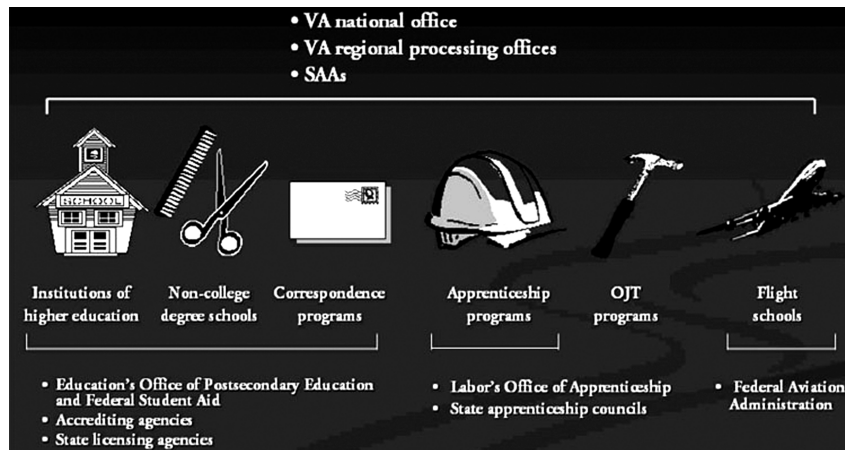 • VA national office
• VA regional processing offices
• SAAs
SCHOOL
Institutions of
higher education
Non-college
degree schools
Correspondence
programs
Apprenticeship
programs
OJT
programs
Flight
schools
• Education's Office of Postsecondary Education
and Federal Student Aid
• Accrediting agencies
• State licensing agencies
• Labor's Office of Apprenticeship
• State apprenticeship councils
• Federal Aviation
Administration